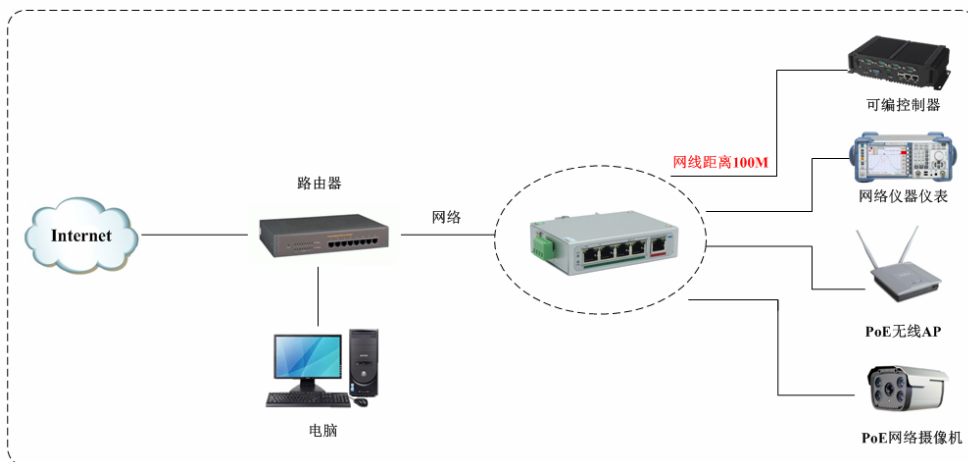 可编控制器
网线距离100M
路由器
网络仪器仪表
网络
Internet
PoE无线AP
电脑
PoE网络摄像机